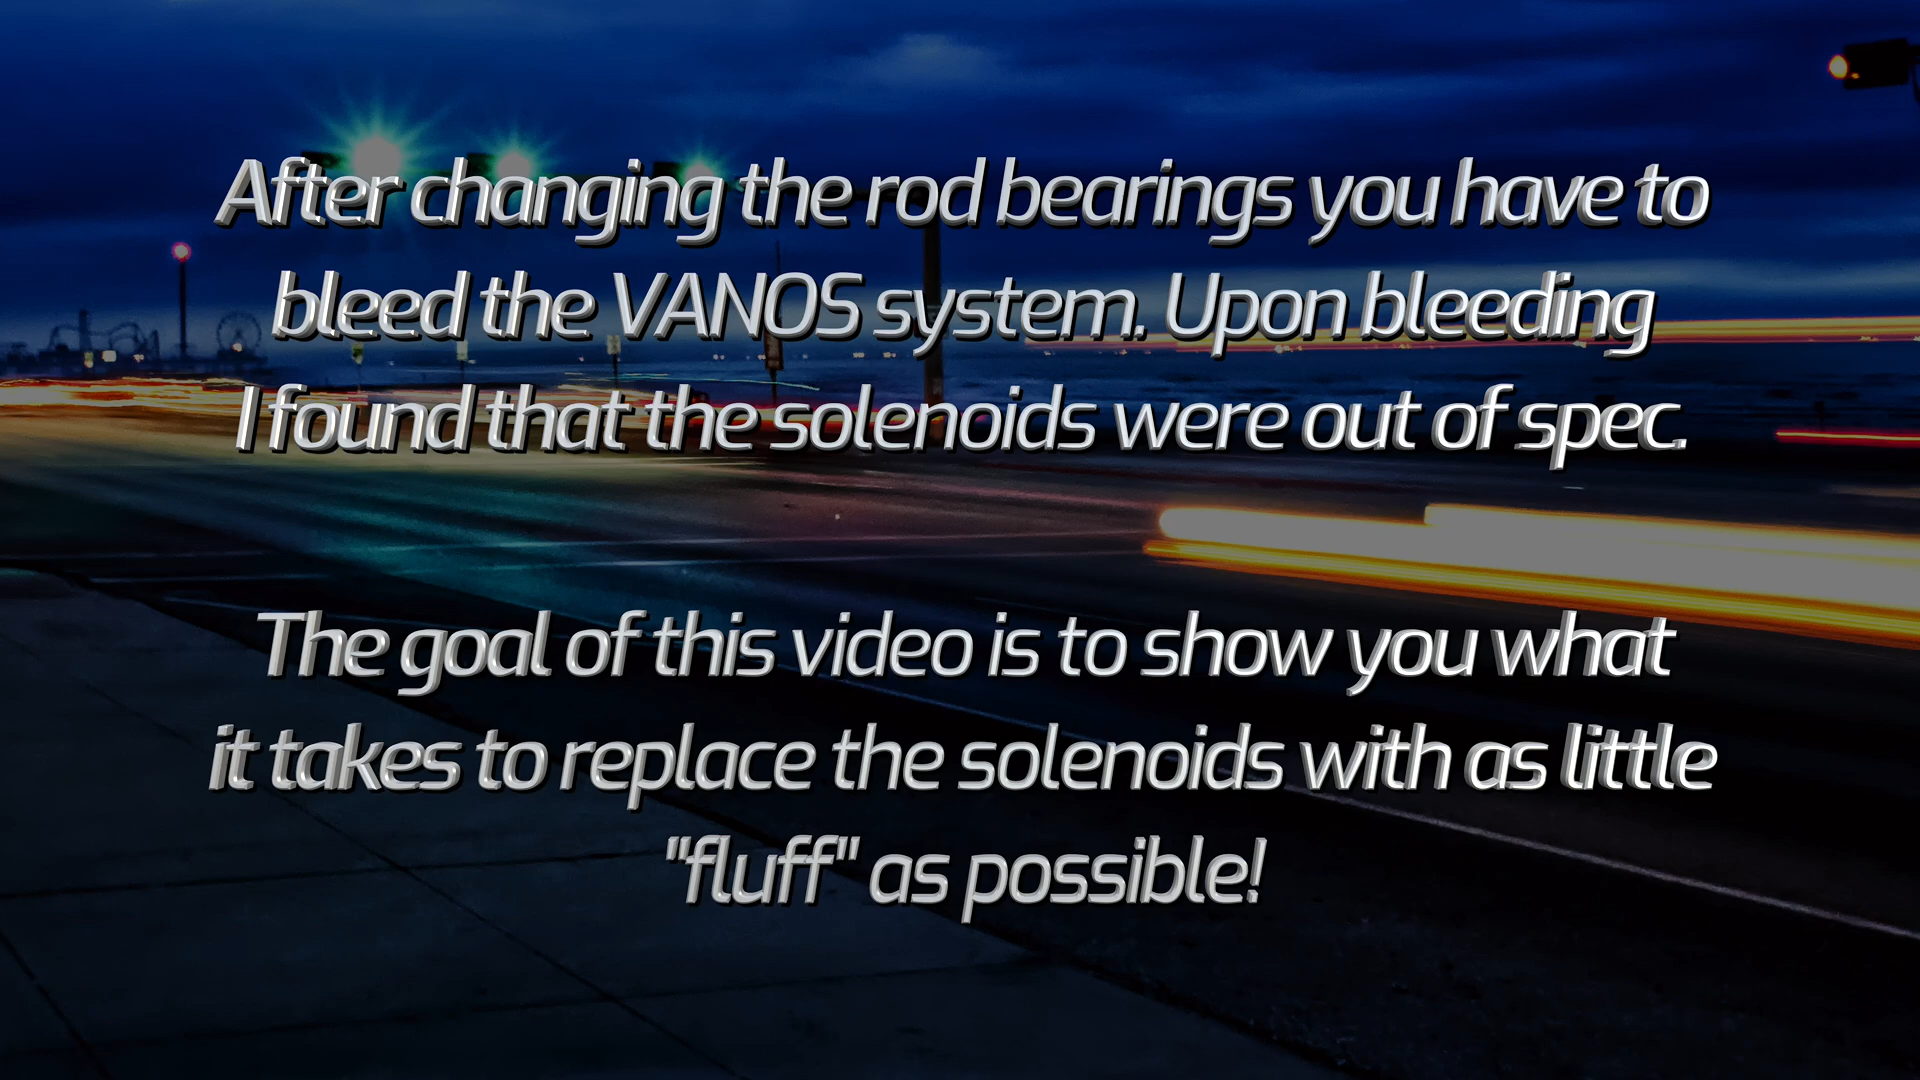 After changing the rod bearings you have to
bleed the VANOS system. Upon bleeding
I found that the solenoids were out of spec.
The goal of this video is to show you what
it takes to replace the solenoids with as little
"fluff" as possible!